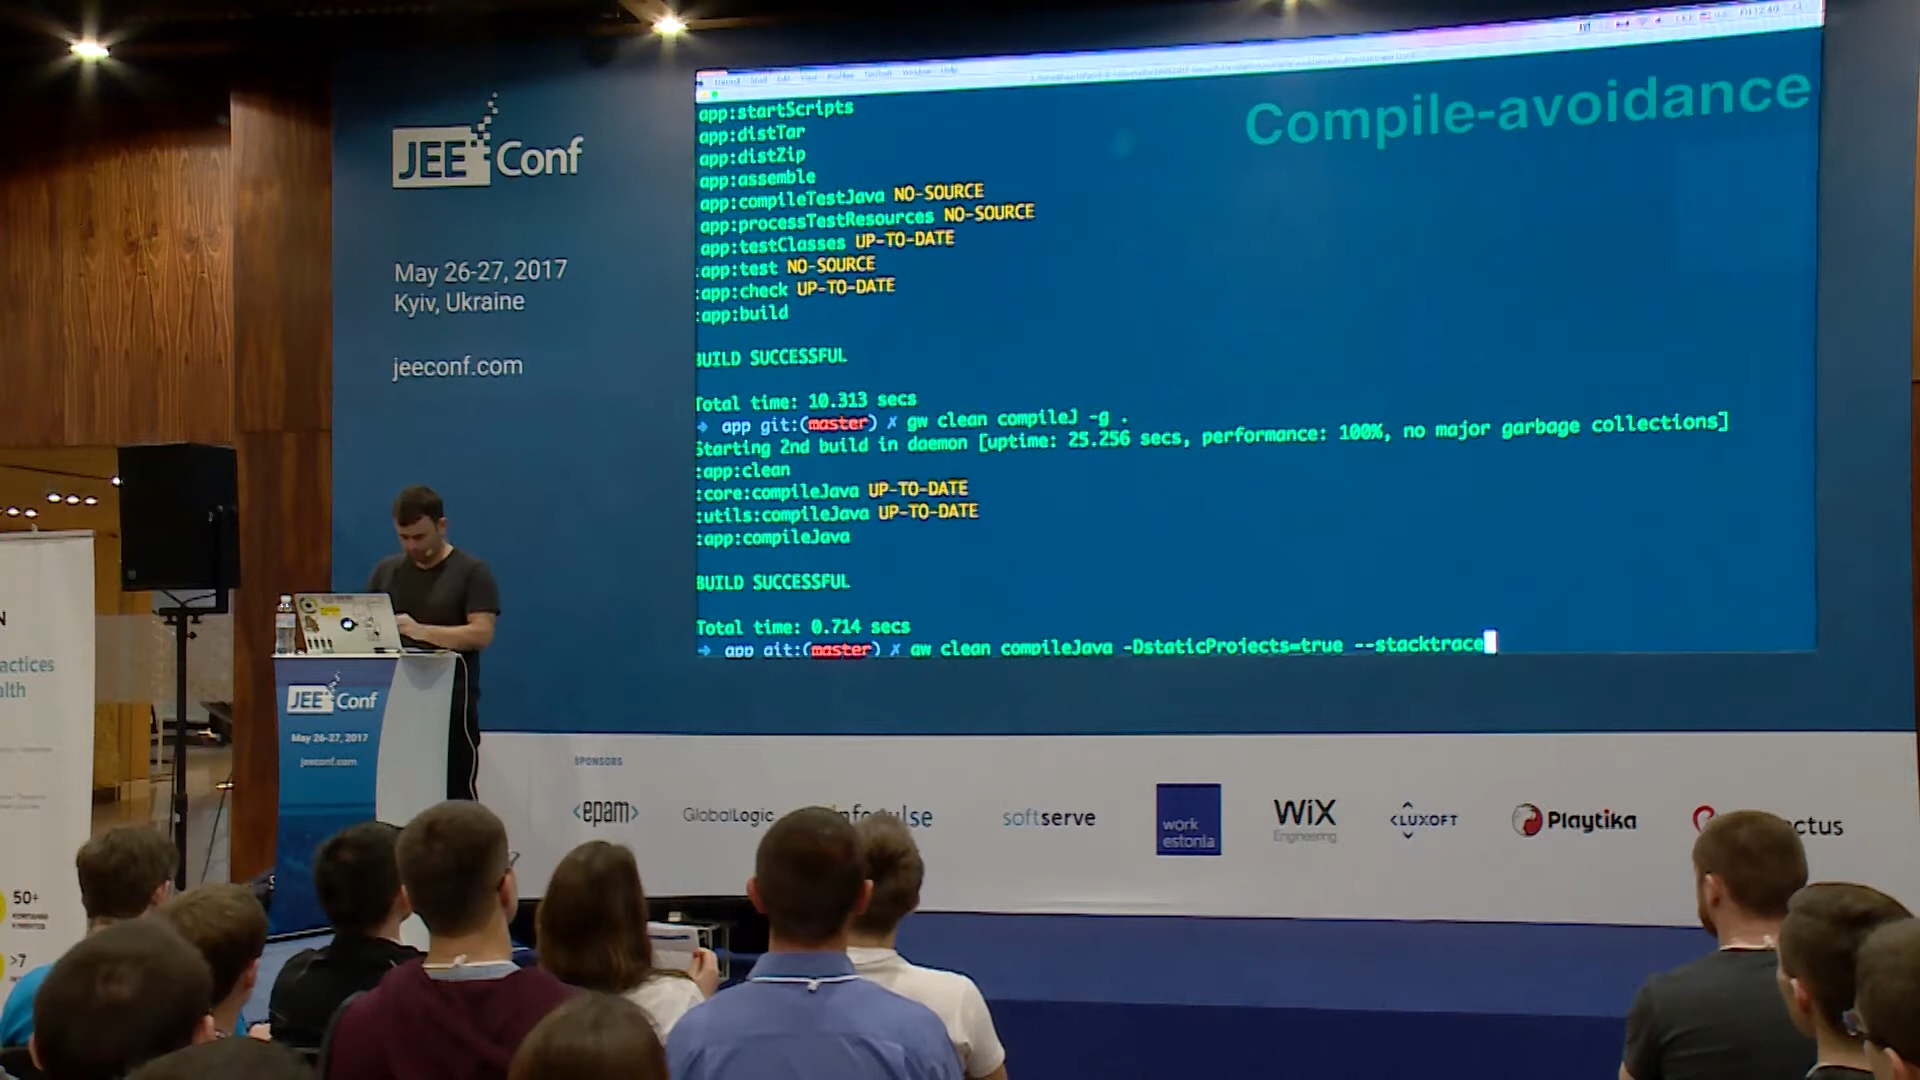 JEE Conf
May 26-27, 2017
Kyiv, Ukraine
jeeconf.com
Compile-avoidance
app:startScripts
app:distTar
app:distZip
app:assemble
app:compileTestJava NO-SOURCE
app:processTestResources NO-SOURCE
app:testClasses UP-TO-DATE
:app:test NO-SOURCE
:app:check UP-TO-DATE
:app:build
BUILD SUCCESSFUL
Total time: 10.313 secs
→ app git:(master) ✗ gw clean compileJ -g .
Starting 2nd build in daemon [uptime: 25.256 secs, performance: 100%, no major garbage collections]
:app:clean
:core:compileJava UP-TO-DATE
:utils:compileJava UP-TO-DATE
:app:compileJava
BUILD SUCCESSFUL
Total time: 0.714 secs
→ app git:(master) ✗ gw clean compileJava -DstaticProjects=true --stacktrace
JEE Conf
May 26-27, 2017
jeeconf.com
SPONSORS
<epam>
GlobalLogic
softserve
work
estonia
WiX
Engineering
LUXOFT
Playtika
50+
>7